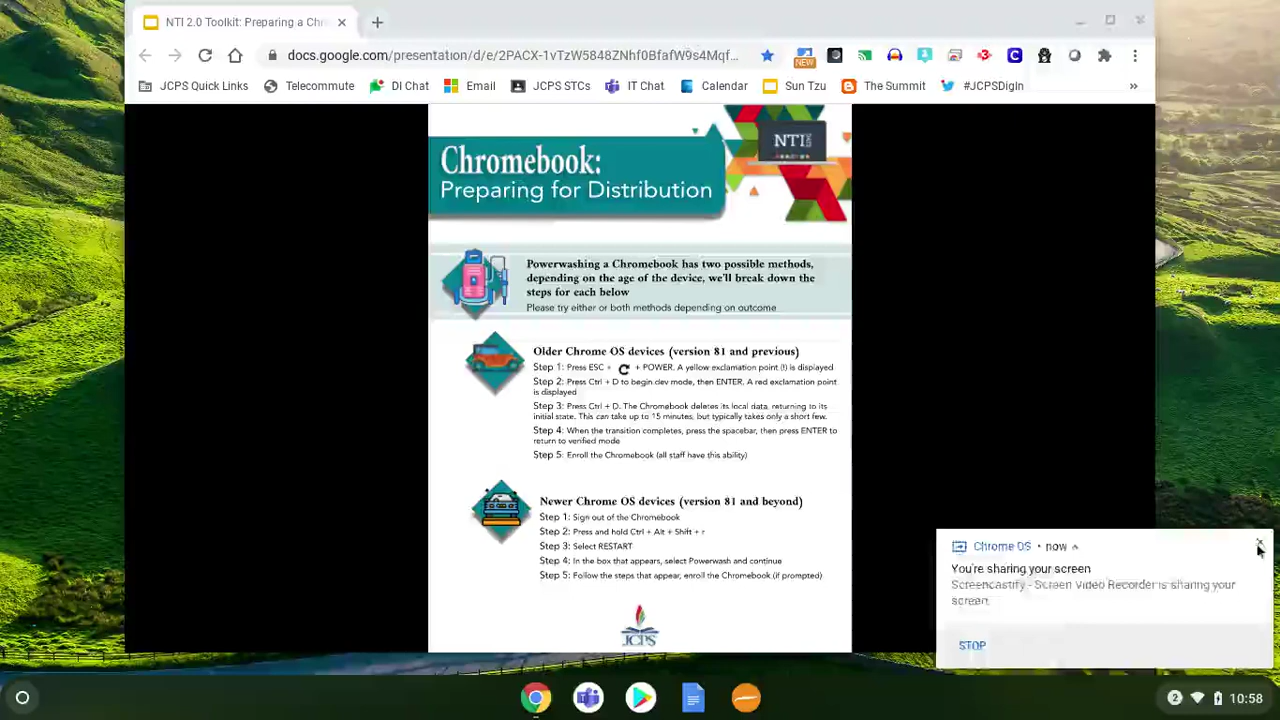 NTI 2.0 Toolkit: Preparing a Chr
docs.google.com/presentation/d/e/2PACX-1vTzW5848ZNhf0BfafW9s4Mqf...
NEW
JCPS Quick Links Telecommute DI Chat Email JCPS STCs IT Chat Calendar Sun Tzu The Summit #JCPSDigIn »
NTI
Chromebook:
Preparing for Distribution
Powerwashing a Chromebook has two possible methods,
depending on the age of the device, we'll break down the
steps for each below
Please try either or both methods depending on outcome
Older Chrome OS devices (version 81 and previous)
Step 1: Press ESC + + POWER. A yellow exclamation point (!) is displayed
Step 2: Press Ctrl + D to begin dev mode, then ENTER. A red exclamation point
is displayed
Step 3: Press Ctrl + D. The Chromebook deletes its local data, returning to its
initial state. This can take up to 15 minutes, but typically takes only a short few.
Step 4: When the transition completes, press the spacebar, then press ENTER to
return to verified mode
Step 5: Enroll the Chromebook (all staff have this ability)
Newer Chrome OS devices (version 81 and beyond)
Step 1: Sign out of the Chromebook
Step 2: Press and hold Ctrl + Alt + Shift + r
Step 3: Select RESTART
Step 4: In the box that appears, select Powerwash and continue
Step 5: Follow the steps that appear, enroll the Chromebook (if prompted)
JCPS
Chrome OS • now
You're sharing your screen
Screencastify - Screen Video Recorder is sharing your
screen.
STOP
2 10:58